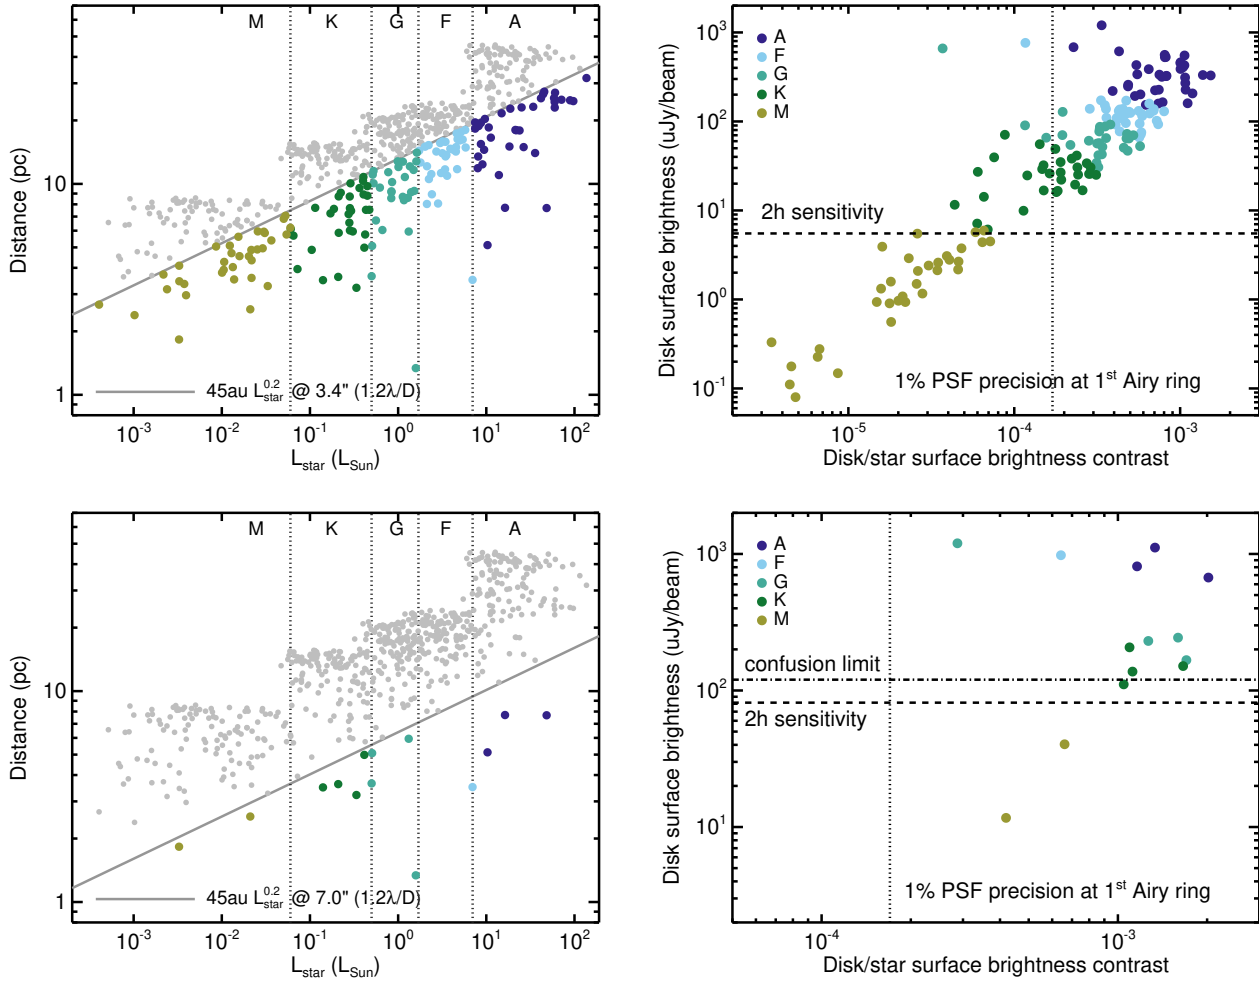 M K G F A
Distance (pc)
10
1
45au L_star^0.2 @ 3.4" (1.2λ/D)
10^-3 10^-2 10^-1 10^0 10^1 10^2
L_star (L_Sun)
A
F
G
K
M
Disk surface brightness (uJy/beam)
10^3
10^2
10^1
10^0
10^-1
2h sensitivity
1% PSF precision at 1^st Airy ring
10^-5 10^-4 10^-3
Disk/star surface brightness contrast
M K G F A
Distance (pc)
10
1
45au L_star^0.2 @ 7.0" (1.2λ/D)
10^-3 10^-2 10^-1 10^0 10^1 10^2
L_star (L_Sun)
A
F
G
K
M
Disk surface brightness (uJy/beam)
10^3
10^2
10^1
confusion limit
2h sensitivity
1% PSF precision at 1^st Airy ring
10^-4 10^-3
Disk/star surface brightness contrast